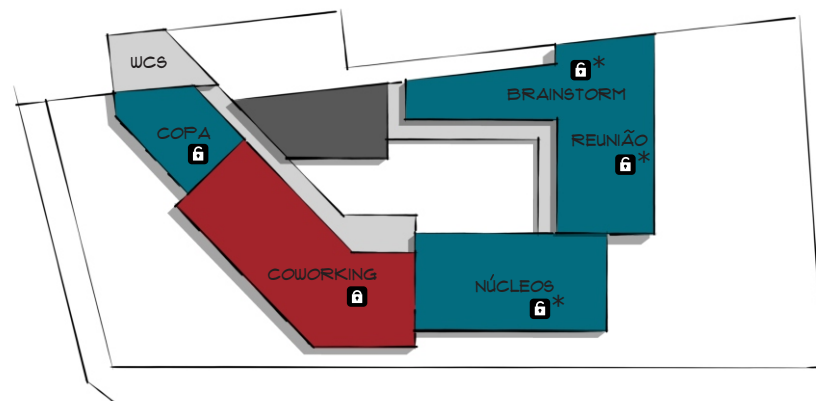 WCS
*
BRAINSTORM
COPA
REUNIÃO
*
COWORKING
NÚCLEOS
*